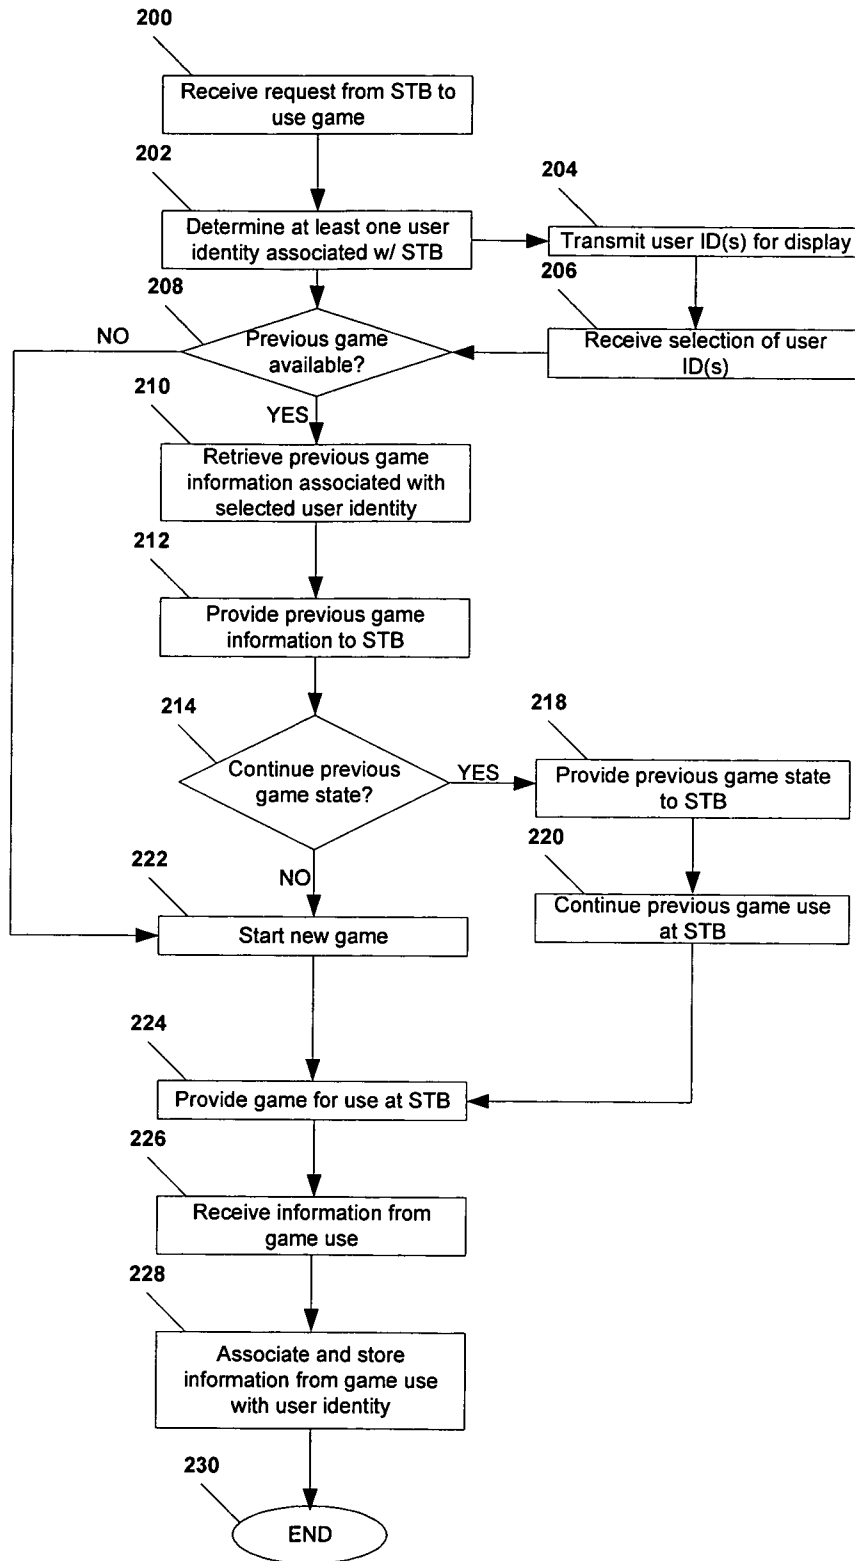 200
Receive request from STB to
use game
202
Determine at least one user
identity associated w/ STB
204
Transmit user ID(s) for display
206
Receive selection of user
ID(s)
208
Previous game
available?
NO
YES
210
Retrieve previous game
information associated with
selected user identity
212
Provide previous game
information to STB
214
Continue previous
game state?
YES
218
Provide previous game state
to STB
220
Continue previous game use
at STB
NO
222
Start new game
224
Provide game for use at STB
226
Receive information from
game use
228
Associate and store
information from game use
with user identity
230
END